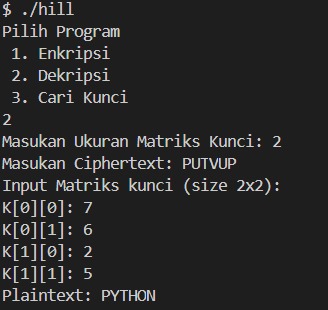 $ ./hill
Pilih Program
 1. Enkripsi
 2. Dekripsi
 3. Cari Kunci
2
Masukan Ukuran Matriks Kunci: 2
Masukan Ciphertext: PUTVUP
Input Matriks kunci (size 2x2):
K[0][0]: 7
K[0][1]: 6
K[1][0]: 2
K[1][1]: 5
Plaintext: PYTHON